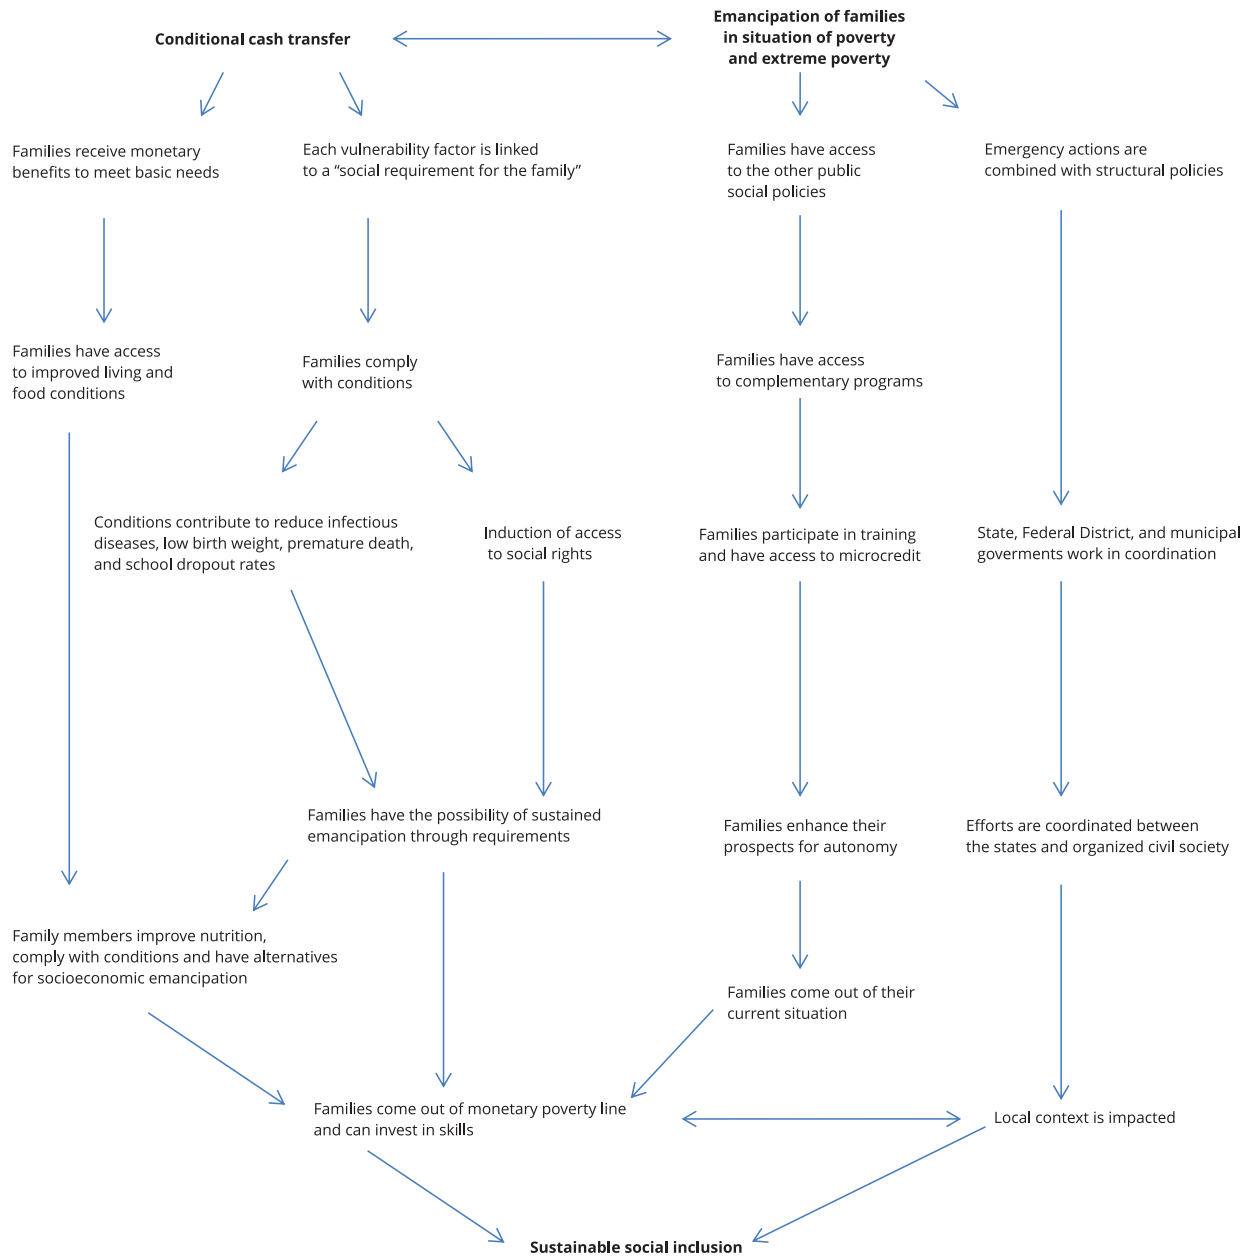 Conditional cash transfer
Emancipation of families
in situation of poverty
and extreme poverty
Families receive monetary
benefits to meet basic needs
Each vulnerability factor is linked
to a “social requirement for the family”
Families have access
to the other public
social policies
Emergency actions are
combined with structural policies
Families have access
to improved living and
food conditions
Families comply
with conditions
Families have access
to complementary programs
Conditions contribute to reduce infectious
diseases, low birth weight, premature death,
and school dropout rates
Induction of access
to social rights
Families participate in training
and have access to microcredit
State, Federal District, and municipal
goverments work in coordination
Families have the possibility of sustained
emancipation through requirements
Families enhance their
prospects for autonomy
Efforts are coordinated between
the states and organized civil society
Family members improve nutrition,
comply with conditions and have alternatives
for socioeconomic emancipation
Families come out of their
current situation
Families come out of monetary poverty line
and can invest in skills
Local context is impacted
Sustainable social inclusion